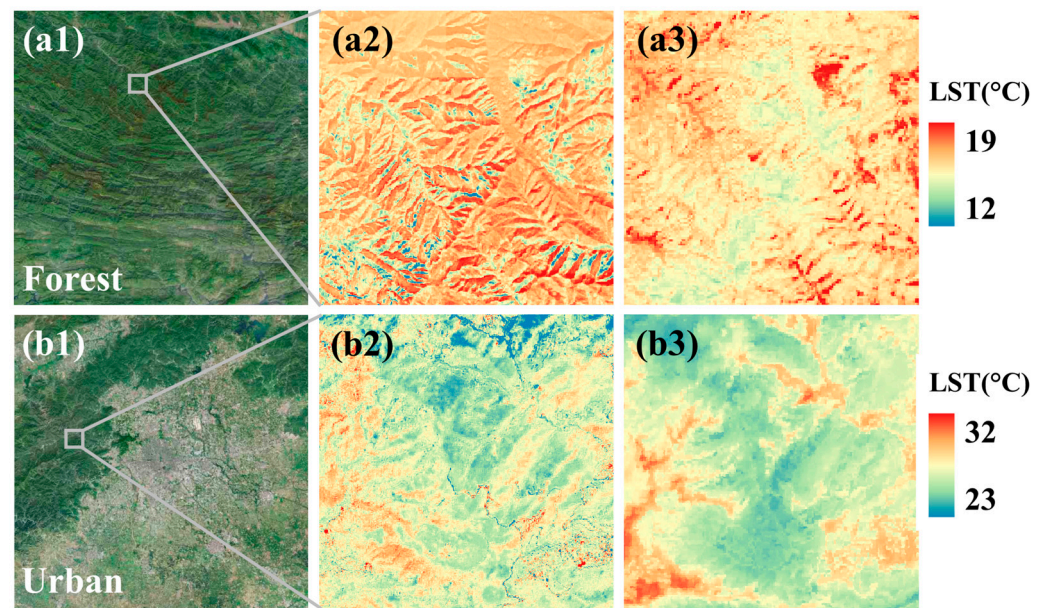 (a1)
(a2)
(a3)
LST(°C)
19
12
Forest
(b1)
(b2)
(b3)
LST(°C)
32
23
Urban